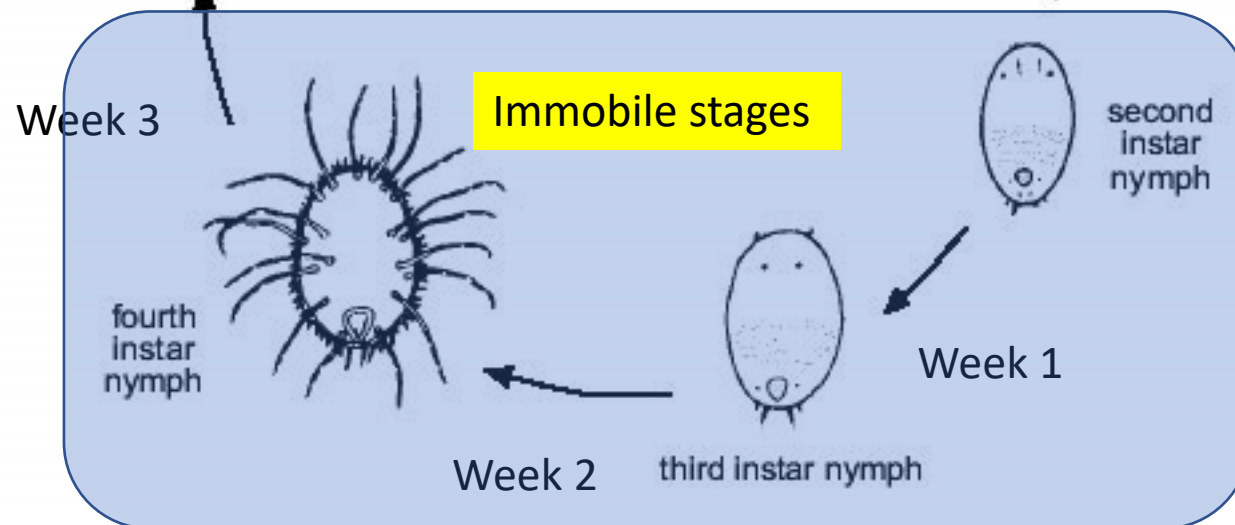 Week 3
Immobile stages
second
instar
nymph
fourth
instar
nymph
Week 1
Week 2
third instar nymph